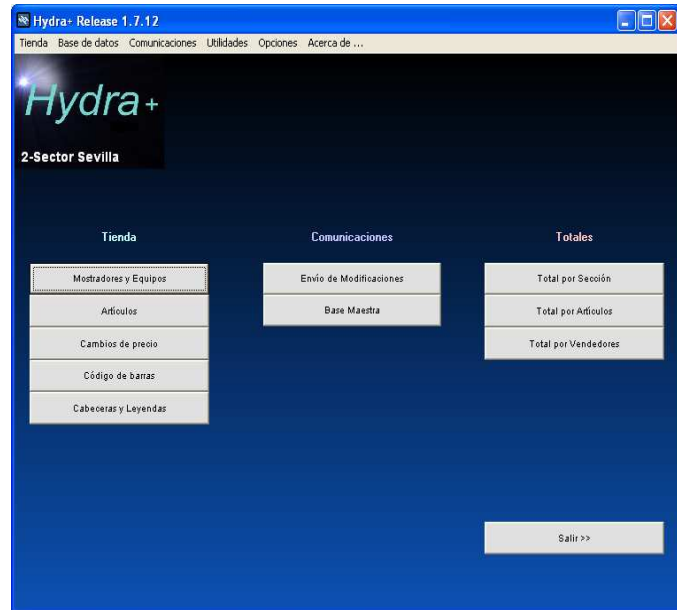 Hydra+ Release 1.7.12
Tienda Base de datos Comunicaciones Utilidades Opciones Acerca de ...
Hydra+
2-Sector Sevilla
Tienda Comunicaciones Totales
Mostradores y Equipos Envío de Modificaciones Total por Sección
Artículos Base Maestra Total por Artículos
Cambios de precio Total por Vendedores
Código de barras
Cabeceras y Leyendas
Salir >>